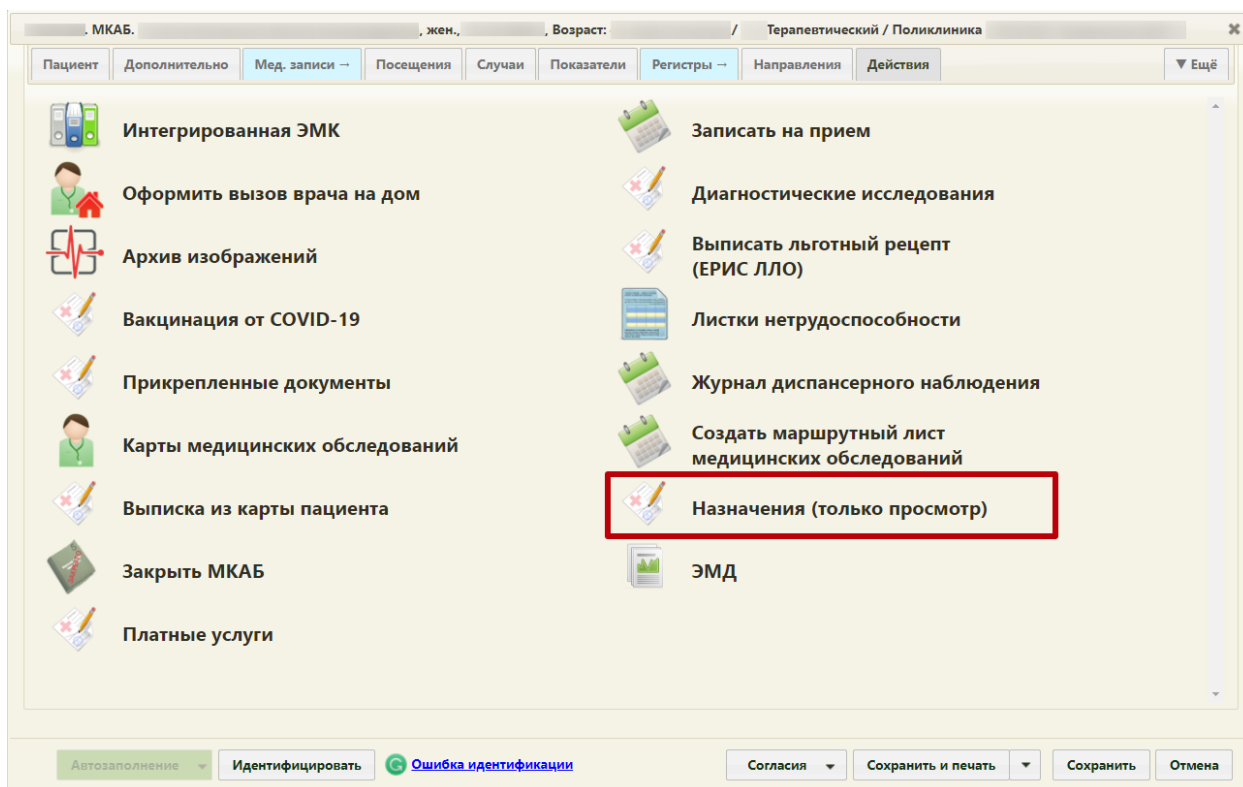 . МКАБ. , жен., , Возраст: / Терапевтический / Поликлиника
Пациент Дополнительно Мед. записи → Посещения Случаи Показатели Регистры → Направления Действия ▼ Ещё
Интегрированная ЭМК
Записать на прием
Оформить вызов врача на дом
Диагностические исследования
Архив изображений
Выписать льготный рецепт
(ЕРИС ЛЛО)
Вакцинация от COVID-19
Листки нетрудоспособности
Прикрепленные документы
Журнал диспансерного наблюдения
Карты медицинских обследований
Создать маршрутный лист
медицинских обследований
Выписка из карты пациента
Назначения (только просмотр)
Закрыть МКАБ
ЭМД
Платные услуги
Автозаполнение Идентифицировать Ошибка идентификации Согласия Сохранить и печать Сохранить Отмена